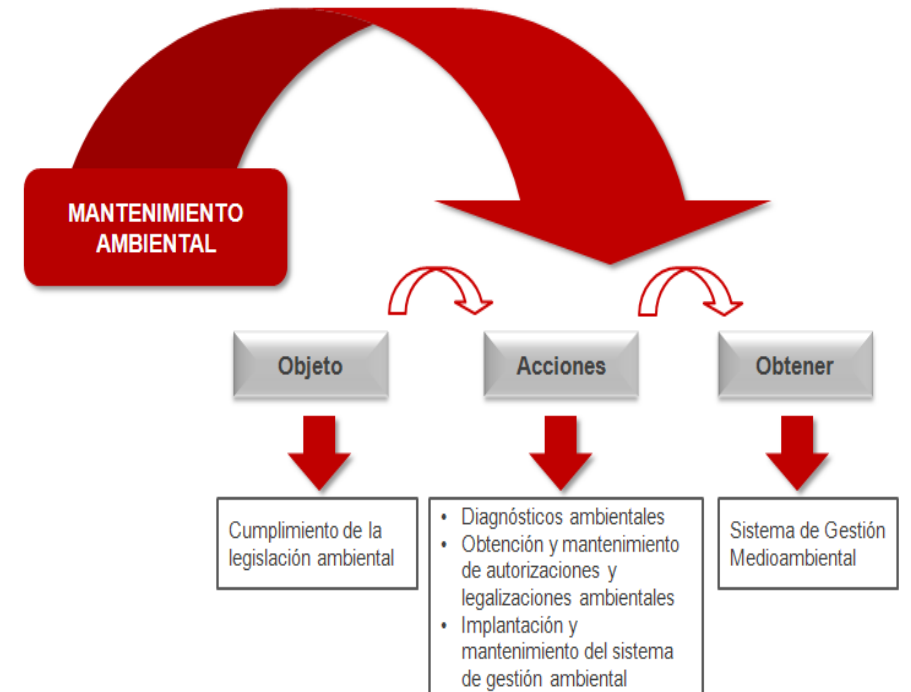 MANTENIMIENTO
AMBIENTAL
Objeto
Acciones
Obtener
Cumplimiento de la
legislación ambiental
• Diagnósticos ambientales
• Obtención y mantenimiento
de autorizaciones y
legalizaciones ambientales
• Implantación y
mantenimiento del sistema
de gestión ambiental
Sistema de Gestión
Medioambiental